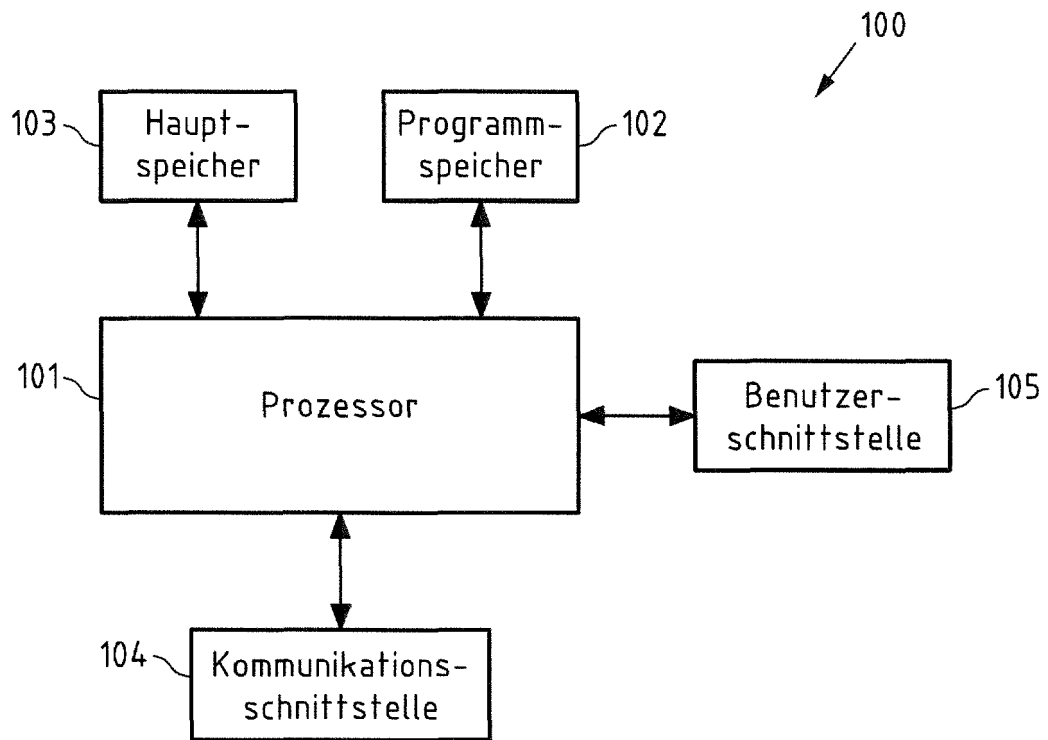 100
103
Haupt-
speicher
Programm-
speicher
102
101
Prozessor
Benutzer-
schnittstelle
105
104
Kommunikations-
schnittstelle